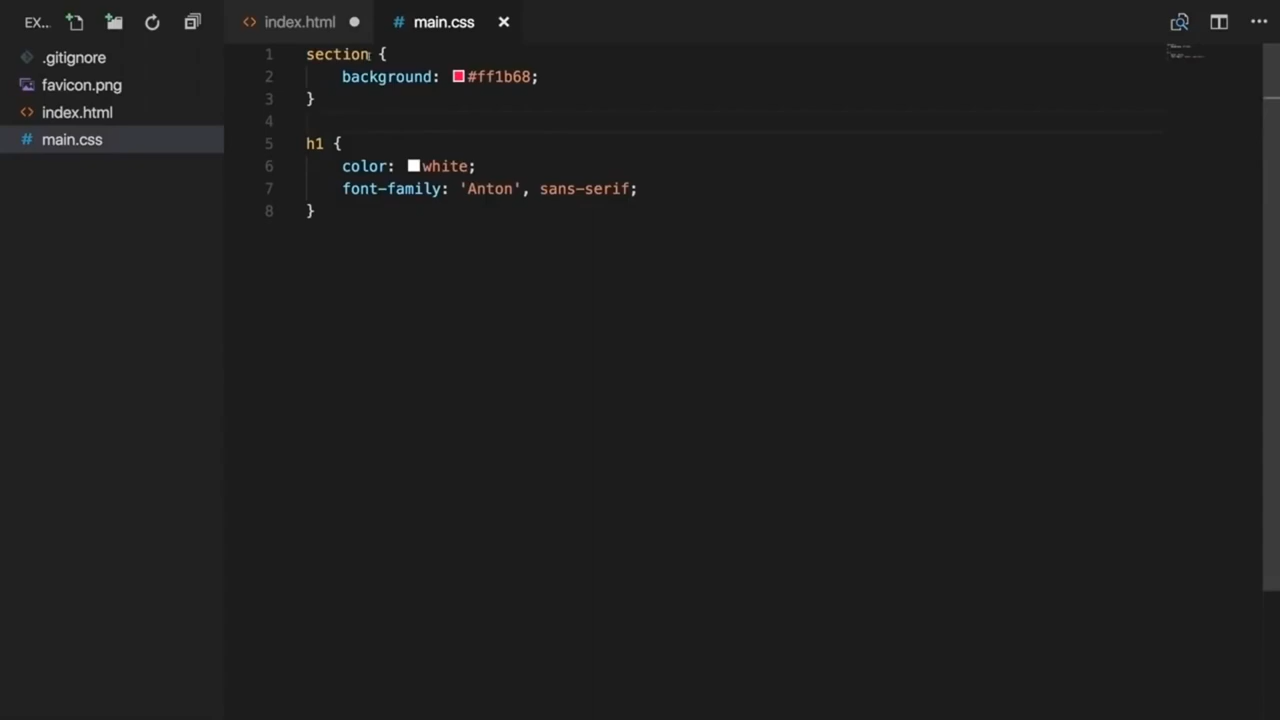 EX...
index.html
main.css
.gitignore
favicon.png
index.html
main.css
1 section {
2 background: #ff1b68;
3 }
4
5 h1 {
6 color: white;
7 font-family: 'Anton', sans-serif;
8 }